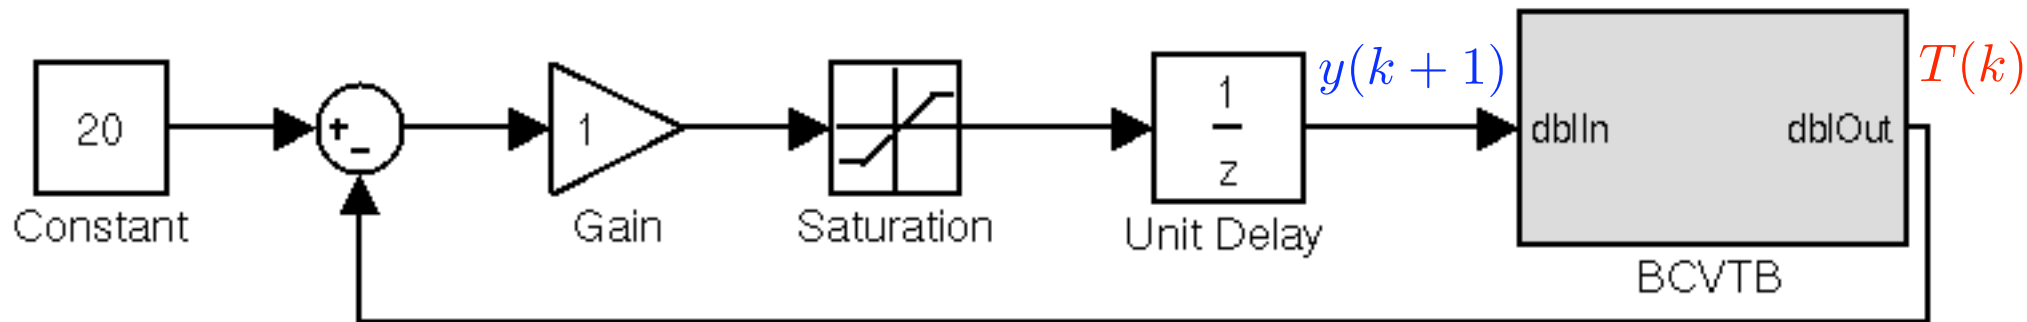 20
Constant
+
−
1
Gain
Saturation
1
z
Unit Delay
y(k + 1)
dblIn
dblOut
BCVTB
T(k)